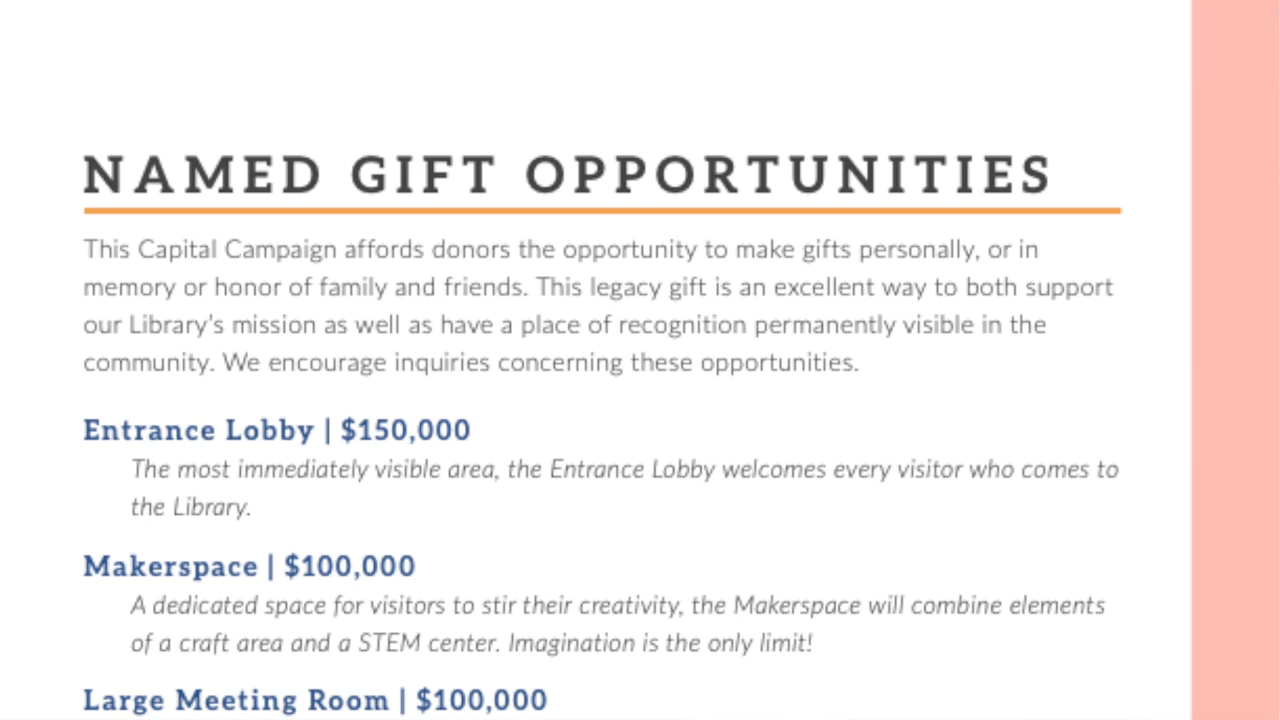 NAMED GIFT OPPORTUNITIES
This Capital Campaign affords donors the opportunity to make gifts personally, or in
memory or honor of family and friends. This legacy gift is an excellent way to both support
our Library's mission as well as have a place of recognition permanently visible in the
community. We encourage inquiries concerning these opportunities.
Entrance Lobby | $150,000
The most immediately visible area, the Entrance Lobby welcomes every visitor who comes to
the Library.
Makerspace | $100,000
A dedicated space for visitors to stir their creativity, the Makerspace will combine elements
of a craft area and a STEM center. Imagination is the only limit!
Large Meeting Room | $100,000